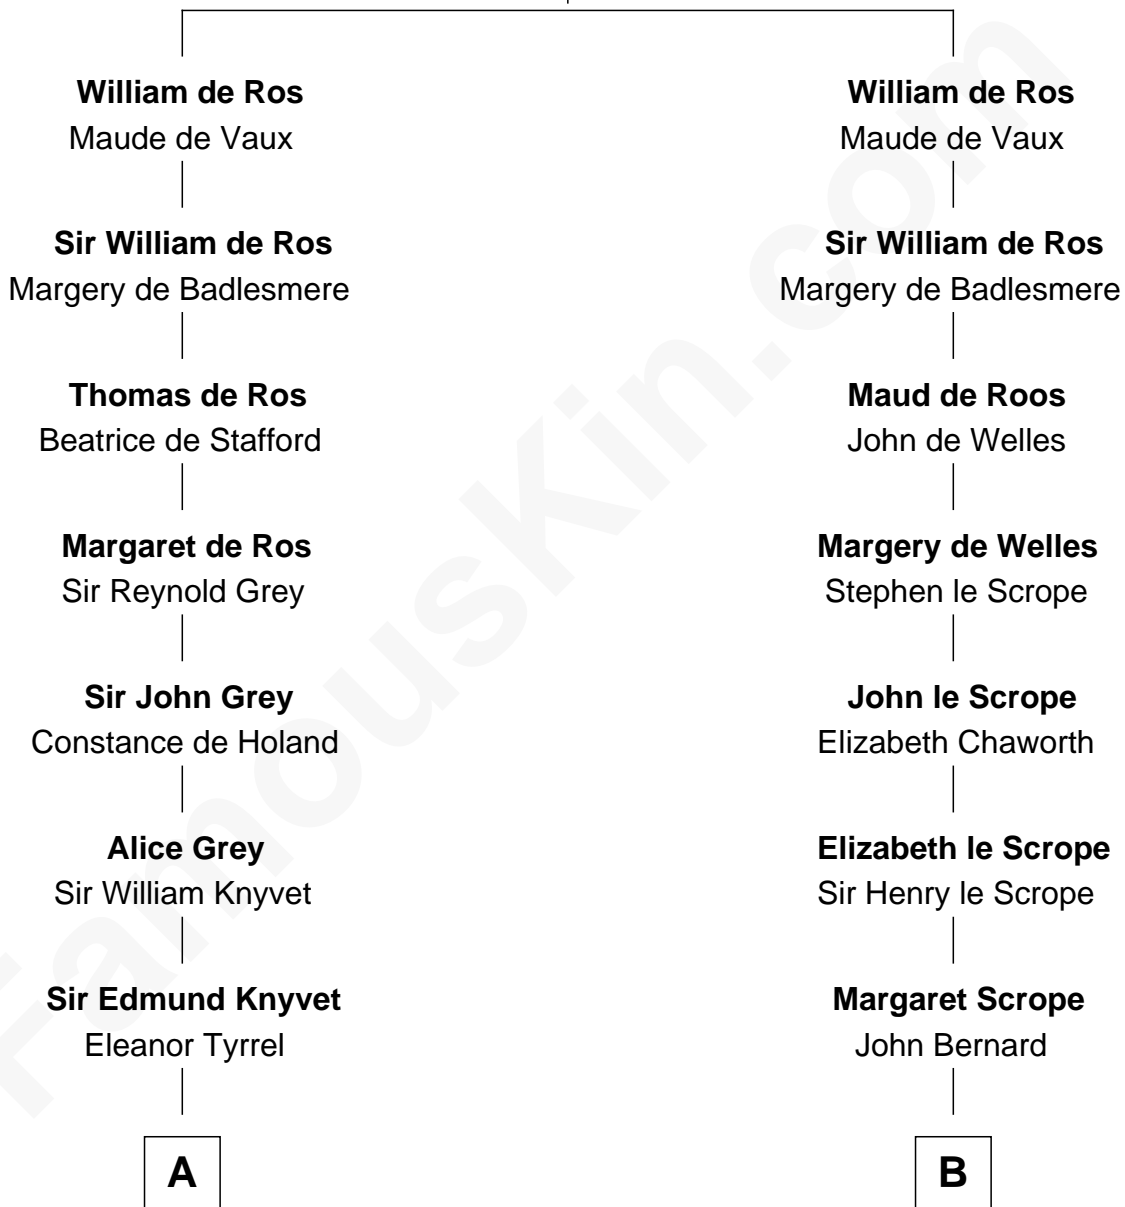 William de Ros
Maude de Vaux
Sir William de Ros
Margery de Badlesmere
Thomas de Ros
Beatrice de Stafford
Margaret de Ros
Sir Reynold Grey
Sir John Grey
Constance de Holand
Alice Grey
Sir William Knyvet
Sir Edmund Knyvet
Eleanor Tyrrel
A
William de Ros
Maude de Vaux
Sir William de Ros
Margery de Badlesmere
Maud de Roos
John de Welles
Margery de Welles
Stephen le Scrope
John le Scrope
Elizabeth Chaworth
Elizabeth le Scrope
Sir Henry le Scrope
Margaret Scrope
John Bernard
B
FamousKin.com